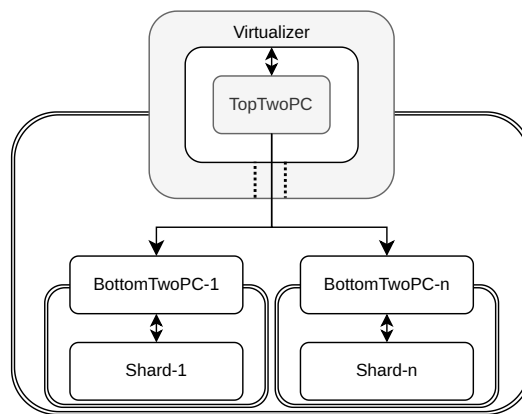 Virtualizer
TopTwoPC
BottomTwoPC-1
BottomTwoPC-n
Shard-1
Shard-n